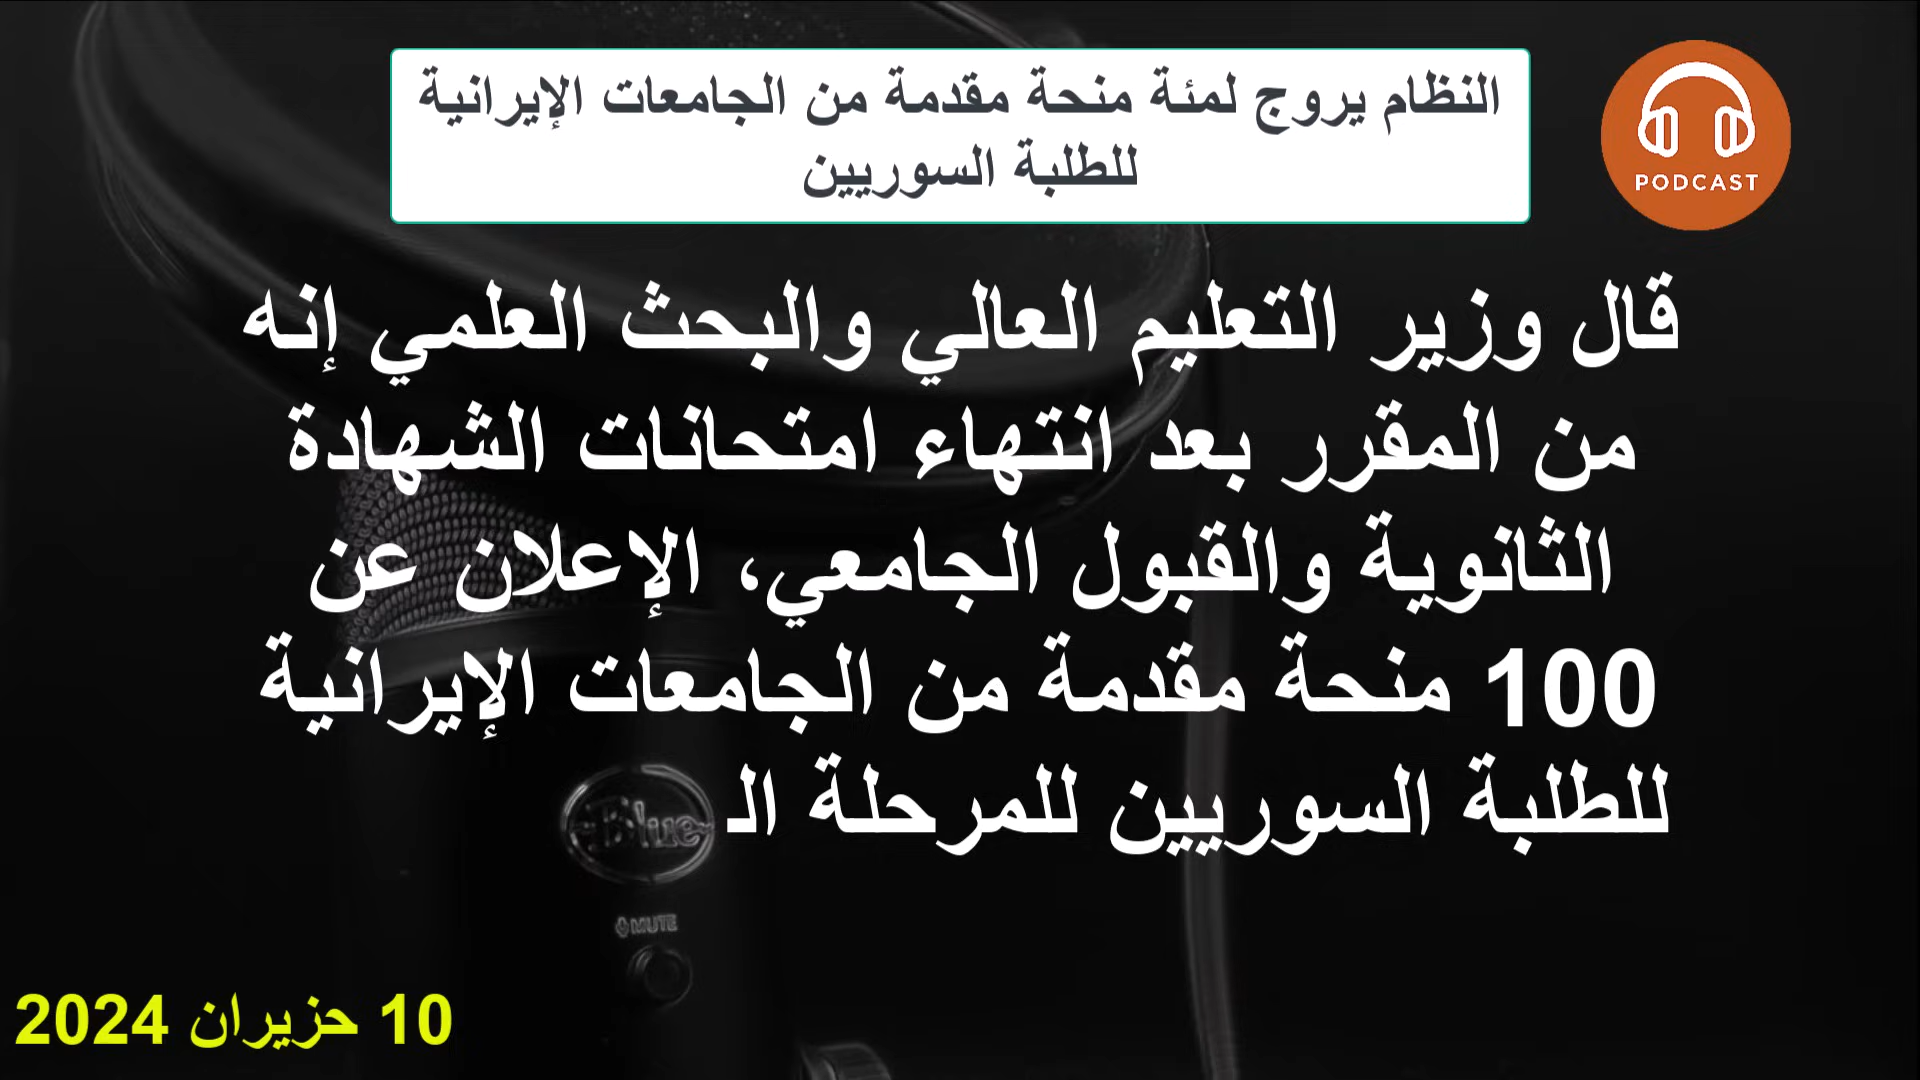 النظام يروج لمئة منحة مقدمة من الجامعات الإيرانية
للطلبة السوريين
PODCAST
قال وزير التعليم العالي والبحث العلمي إنه
من المقرر بعد انتهاء امتحانات الشهادة
الثانوية والقبول الجامعي، الإعلان عن
100 منحة مقدمة من الجامعات الإيرانية
للطلبة السوريين للمرحلة الـ
Blue
MUTE
10 حزيران 2024